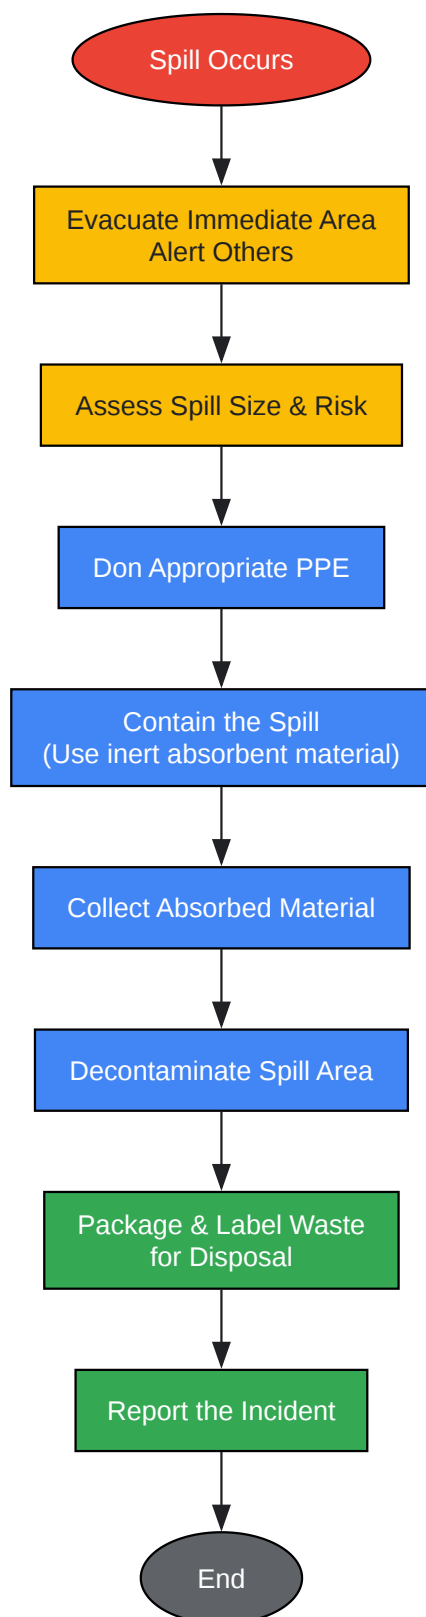 Spill Occurs
Evacuate Immediate Area
Alert Others
Assess Spill Size & Risk
Don Appropriate PPE
Contain the Spill
(Use inert absorbent material)
Collect Absorbed Material
Decontaminate Spill Area
Package & Label Waste
for Disposal
Report the Incident
End